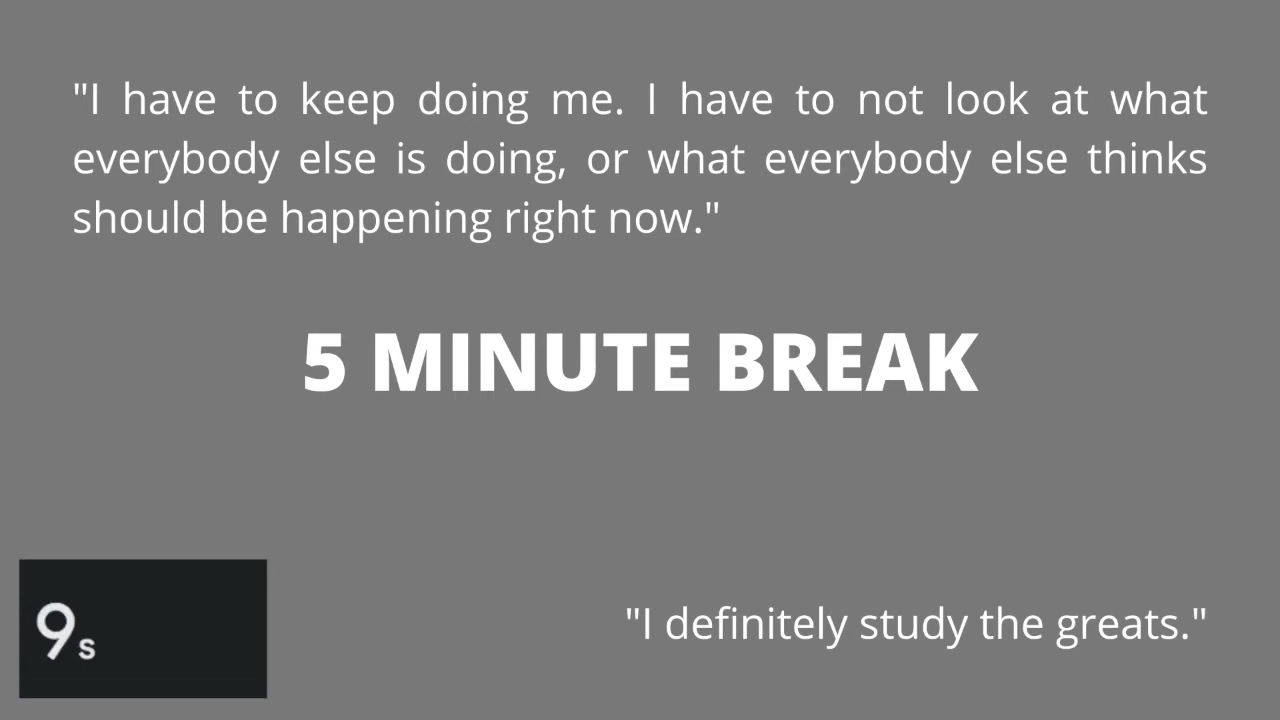 "I have to keep doing me. I have to not look at what
everybody else is doing, or what everybody else thinks
should be happening right now."
5 MINUTE BREAK
9s
"I definitely study the greats."